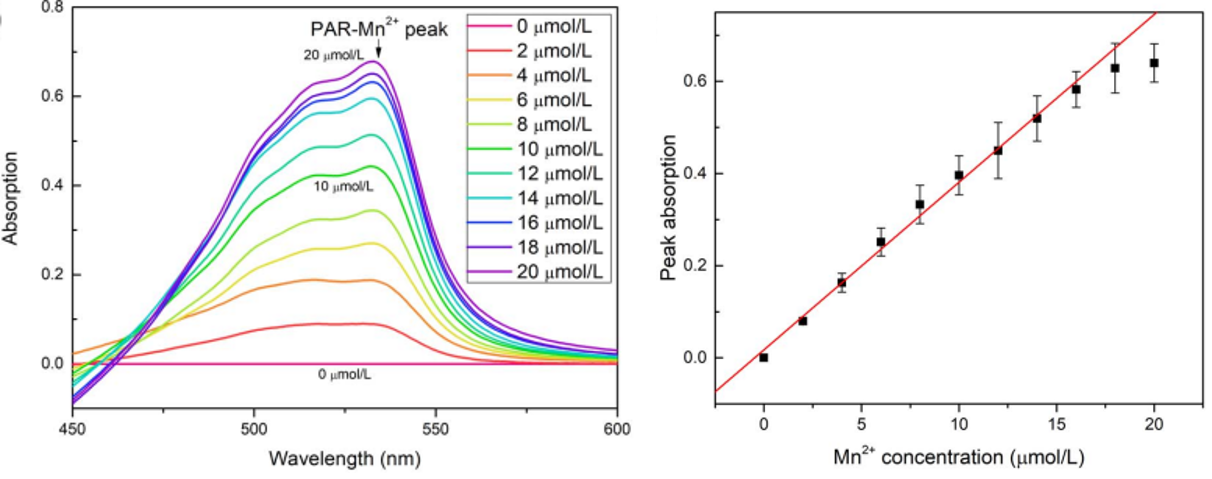 0.8
0.6
0.4
0.2
0.0
Absorption
450
500
550
600
Wavelength (nm)
PAR-Mn²⁺ peak
20 μmol/L
10 μmol/L
0 μmol/L
0 μmol/L
2 μmol/L
4 μmol/L
6 μmol/L
8 μmol/L
10 μmol/L
12 μmol/L
14 μmol/L
16 μmol/L
18 μmol/L
20 μmol/L
0.6
0.4
0.2
0.0
Peak absorption
0
5
10
15
20
Mn²⁺ concentration (μmol/L)